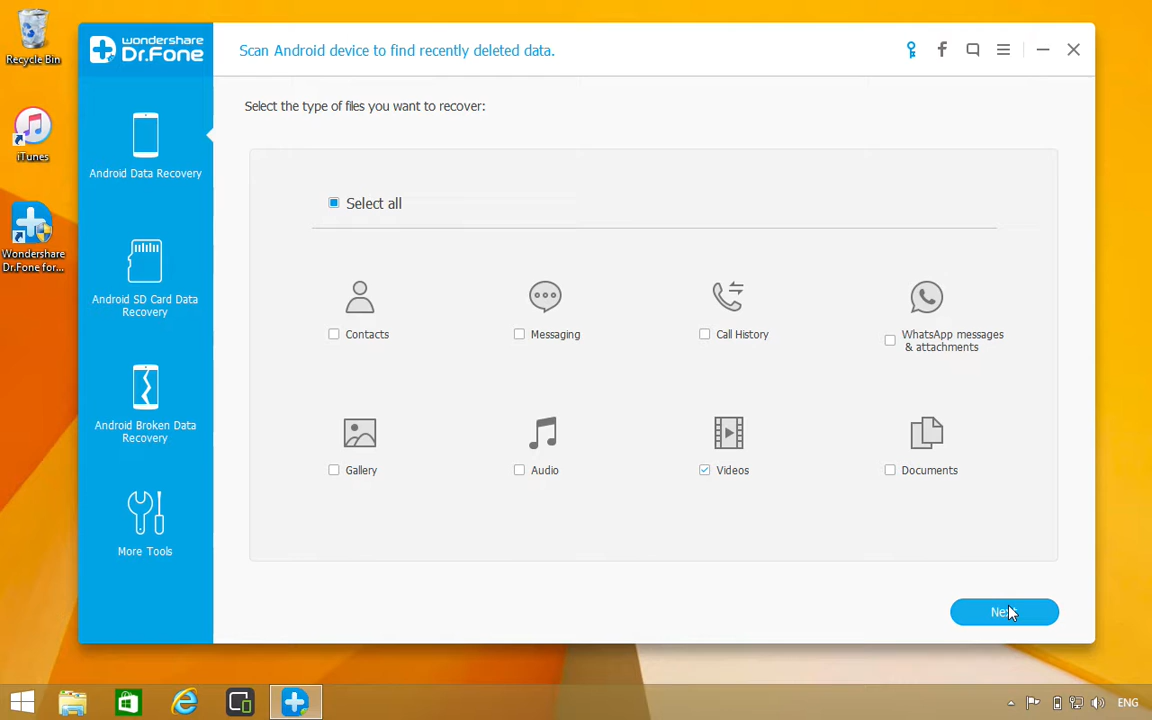 Recycle Bin
iTunes
Wondershare
Dr.Fone for...
wondershare
Dr.Fone
Scan Android device to find recently deleted data.
Android Data Recovery
Android SD Card Data
Recovery
Android Broken Data
Recovery
More Tools
Select the type of files you want to recover:
Select all
Contacts
Messaging
Call History
WhatsApp messages
& attachments
Gallery
Audio
Videos
Documents
Next
ENG